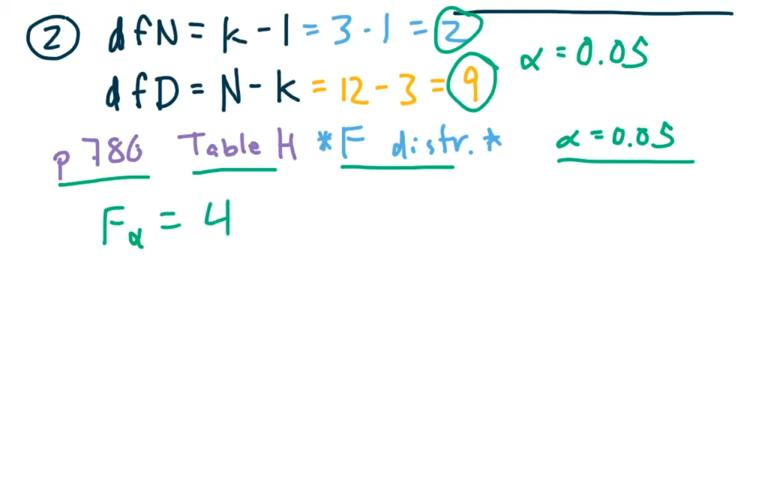 ② dfN = k - 1 = 3 - 1 = 2
α = 0.05
dfD = N - k = 12 - 3 = 9
p 786 Table H *F distr.* α = 0.05
Fα = 4